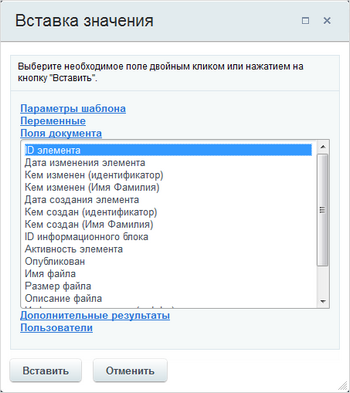 Вставка значения
Выберите необходимое поле двойным кликом или нажатием на
кнопку "Вставить".
Параметры шаблона
Переменные
Поля документа
ID элемента
Дата изменения элемента
Кем изменен (идентификатор)
Кем изменен (Имя Фамилия)
Дата создания элемента
Кем создан (идентификатор)
Кем создан (Имя Фамилия)
ID информационного блока
Активность элемента
Опубликован
Имя файла
Размер файла
Описание файла
Дополнительные результаты
Пользователи
Вставить Отменить